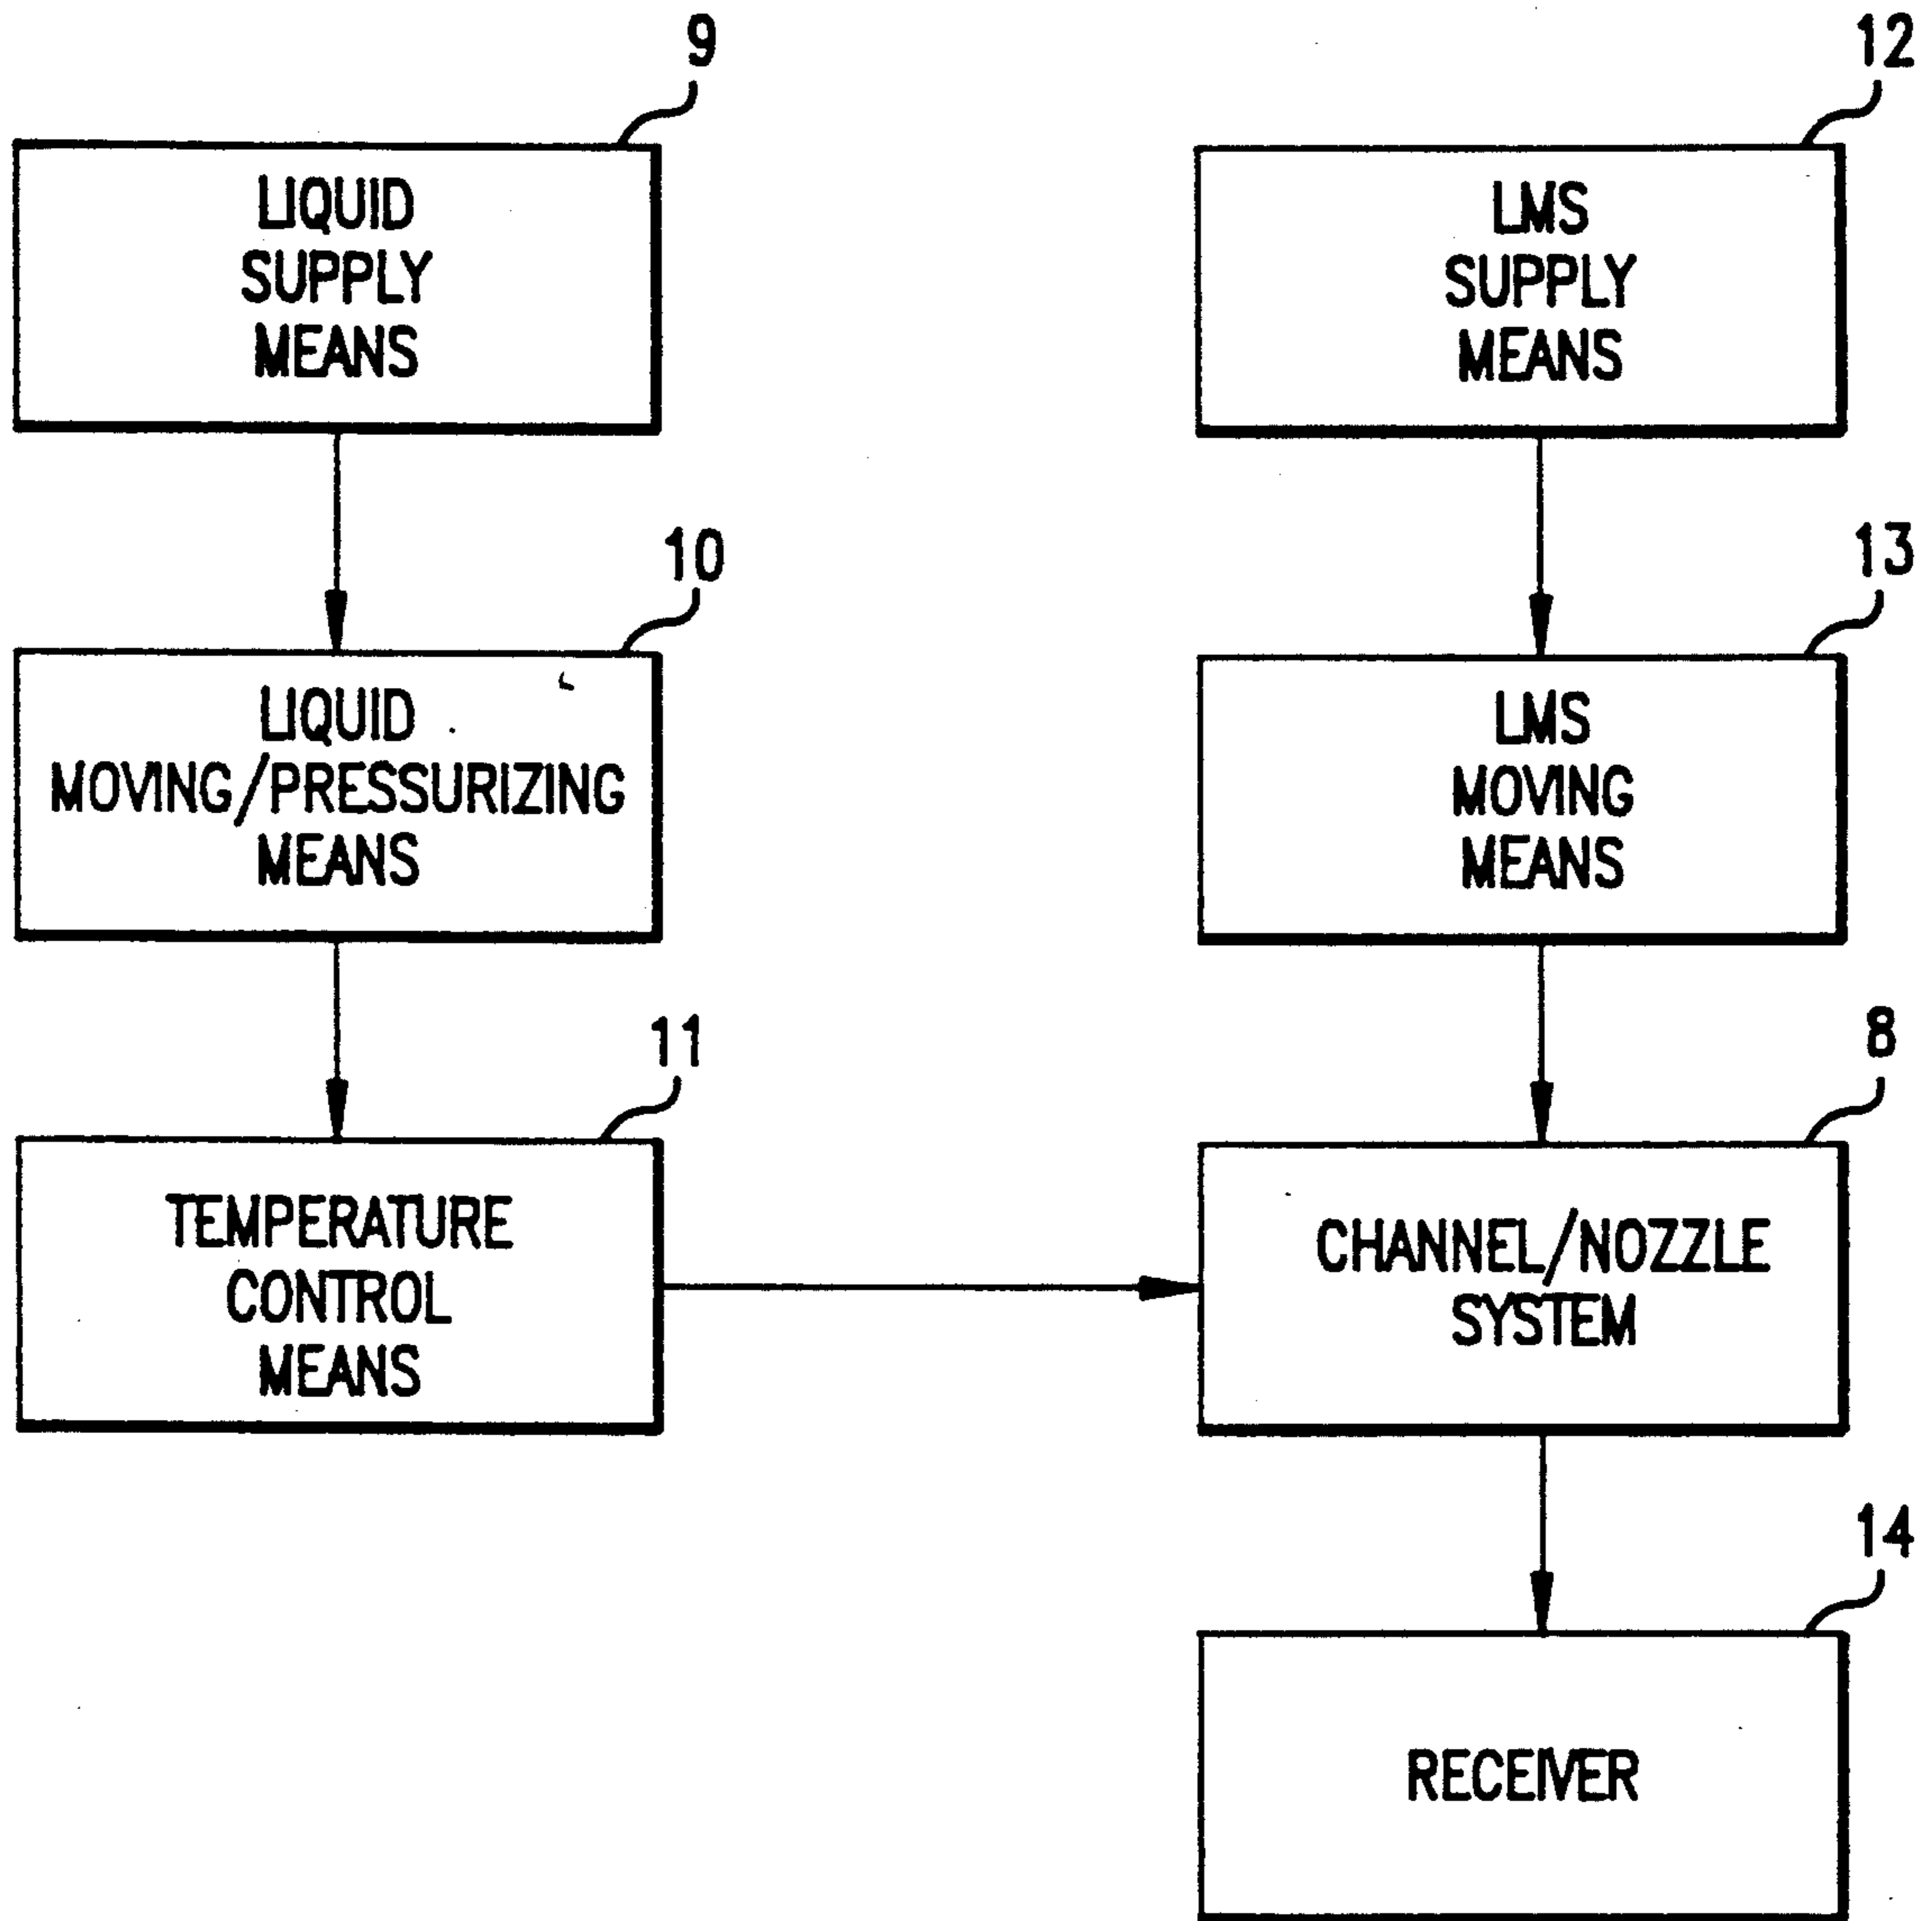 9
LIQUID
SUPPLY
MEANS
12
LMS
SUPPLY
MEANS
10
LIQUID
MOVING/PRESSURIZING
MEANS
13
LMS
MOVING
MEANS
11
TEMPERATURE
CONTROL
MEANS
8
CHANNEL/NOZZLE
SYSTEM
14
RECEIVER